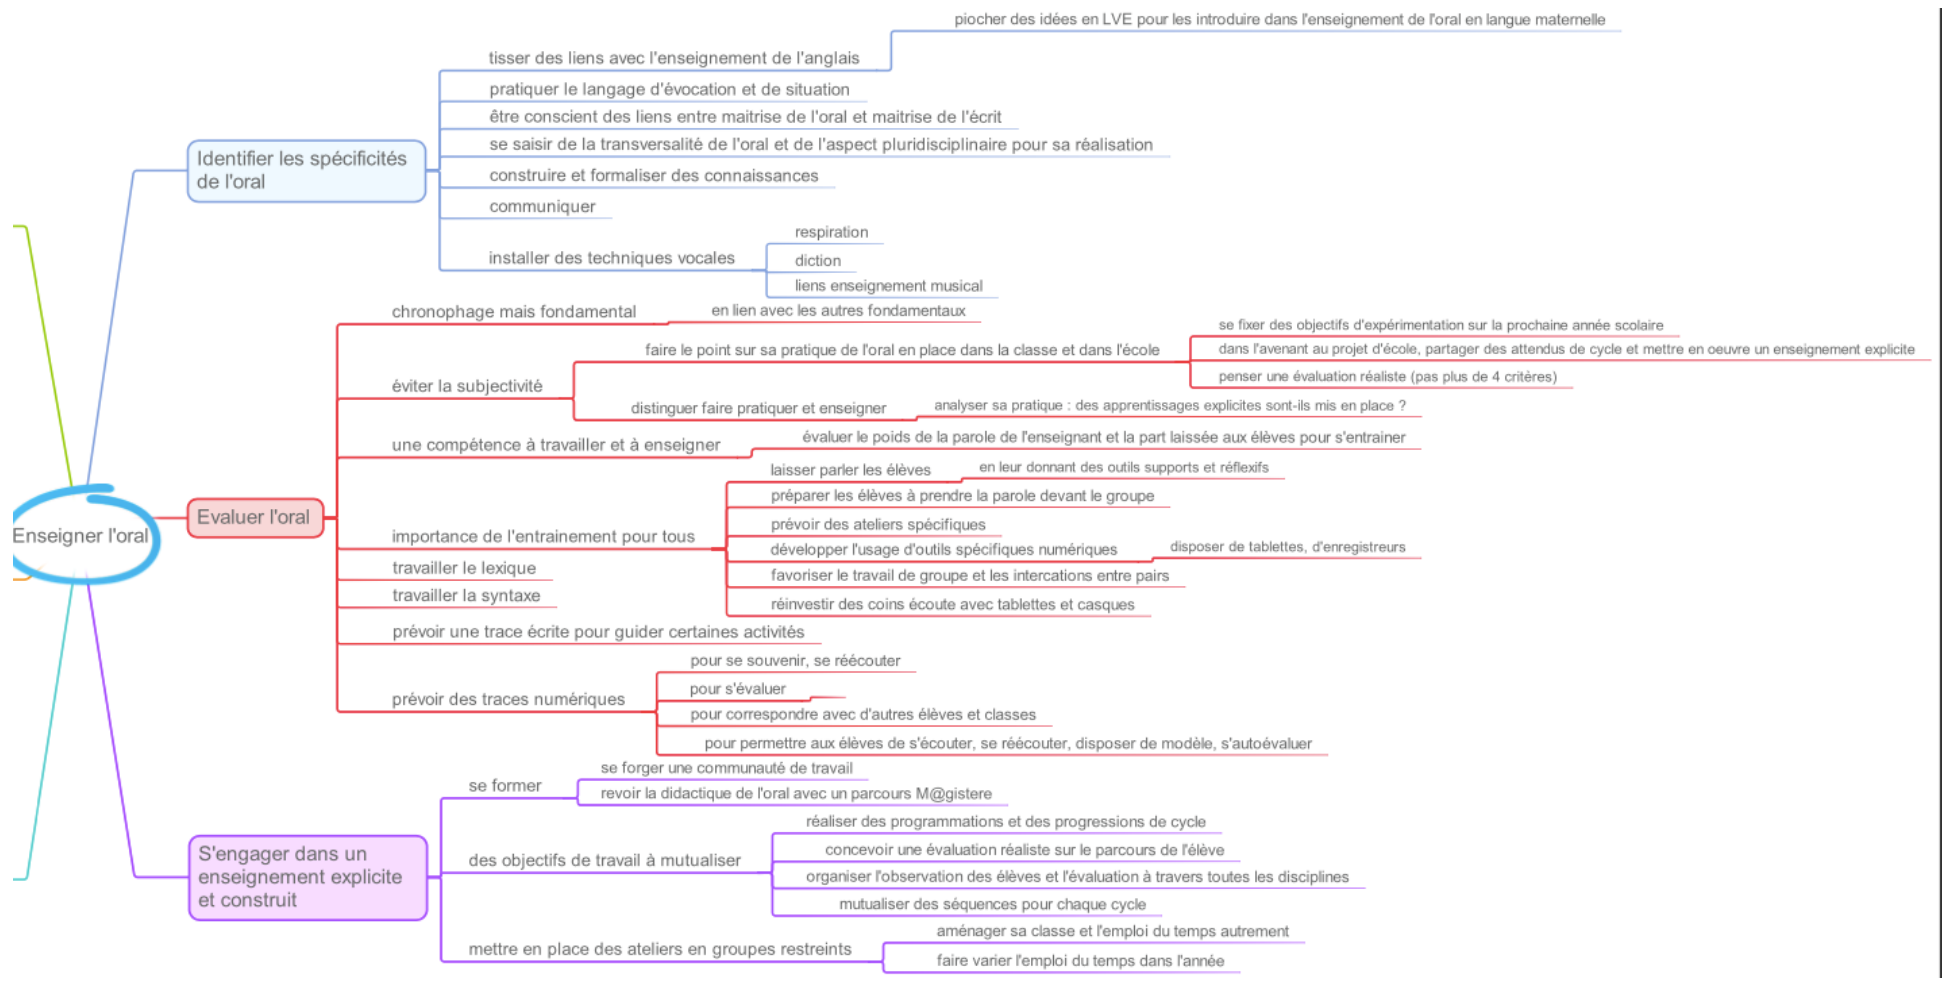 Enseigner l'oral
Identifier les spécificités
de l'oral
tisser des liens avec l'enseignement de l'anglais
piocher des idées en LVE pour les introduire dans l'enseignement de l'oral en langue maternelle
pratiquer le langage d'évocation et de situation
être conscient des liens entre maitrise de l'oral et maitrise de l'écrit
se saisir de la transversalité de l'oral et de l'aspect pluridisciplinaire pour sa réalisation
construire et formaliser des connaissances
communiquer
installer des techniques vocales
respiration
diction
liens enseignement musical
Evaluer l'oral
chronophage mais fondamental
en lien avec les autres fondamentaux
éviter la subjectivité
faire le point sur sa pratique de l'oral en place dans la classe et dans l'école
se fixer des objectifs d'expérimentation sur la prochaine année scolaire
dans l'avenant au projet d'école, partager des attendus de cycle et mettre en oeuvre un enseignement explicite
penser une évaluation réaliste (pas plus de 4 critères)
distinguer faire pratiquer et enseigner
analyser sa pratique : des apprentissages explicites sont-ils mis en place ?
une compétence à travailler et à enseigner
évaluer le poids de la parole de l'enseignant et la part laissée aux élèves pour s'entrainer
importance de l'entrainement pour tous
laisser parler les élèves
en leur donnant des outils supports et réflexifs
préparer les élèves à prendre la parole devant le groupe
prévoir des ateliers spécifiques
développer l'usage d'outils spécifiques numériques
disposer de tablettes, d'enregistreurs
favoriser le travail de groupe et les intercations entre pairs
réinvestir des coins écoute avec tablettes et casques
travailler le lexique
travailler la syntaxe
prévoir une trace écrite pour guider certaines activités
prévoir des traces numériques
pour se souvenir, se réécouter
pour s'évaluer
pour correspondre avec d'autres élèves et classes
pour permettre aux élèves de s'écouter, se réécouter, disposer de modèle, s'autoévaluer
S'engager dans un
enseignement explicite
et construit
se former
se forger une communauté de travail
revoir la didactique de l'oral avec un parcours M@gistere
des objectifs de travail à mutualiser
réaliser des programmations et des progressions de cycle
concevoir une évaluation réaliste sur le parcours de l'élève
organiser l'observation des élèves et l'évaluation à travers toutes les disciplines
mutualiser des séquences pour chaque cycle
mettre en place des ateliers en groupes restreints
aménager sa classe et l'emploi du temps autrement
faire varier l'emploi du temps dans l'année